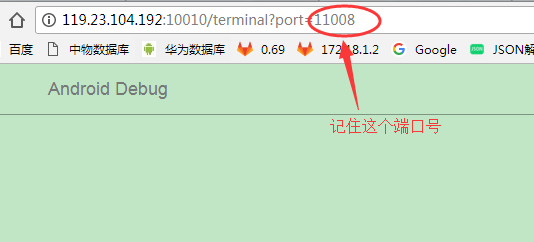 119.23.104.192:10010/terminal?port=11008
百度 中物数据库 华为数据库 0.69 172.18.1.2 Google JSON解
Android Debug
记住这个端口号